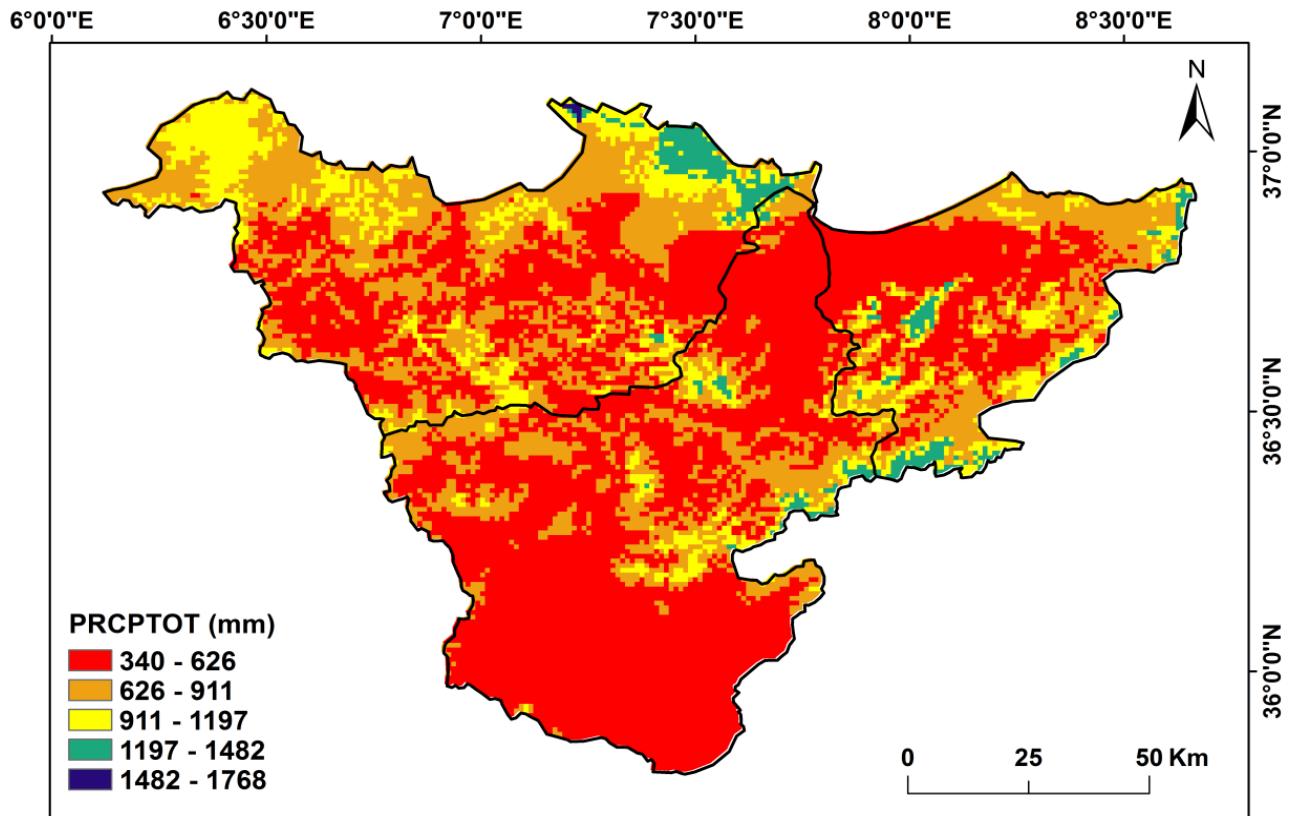 6°0'0"E 6°30'0"E 7°0'0"E 7°30'0"E 8°0'0"E 8°30'0"E
N
37°0'0"N
36°30'0"N
36°0'0"N
PRCPTOT (mm)
340 - 626
626 - 911
911 - 1197
1197 - 1482
1482 - 1768
0 25 50 Km